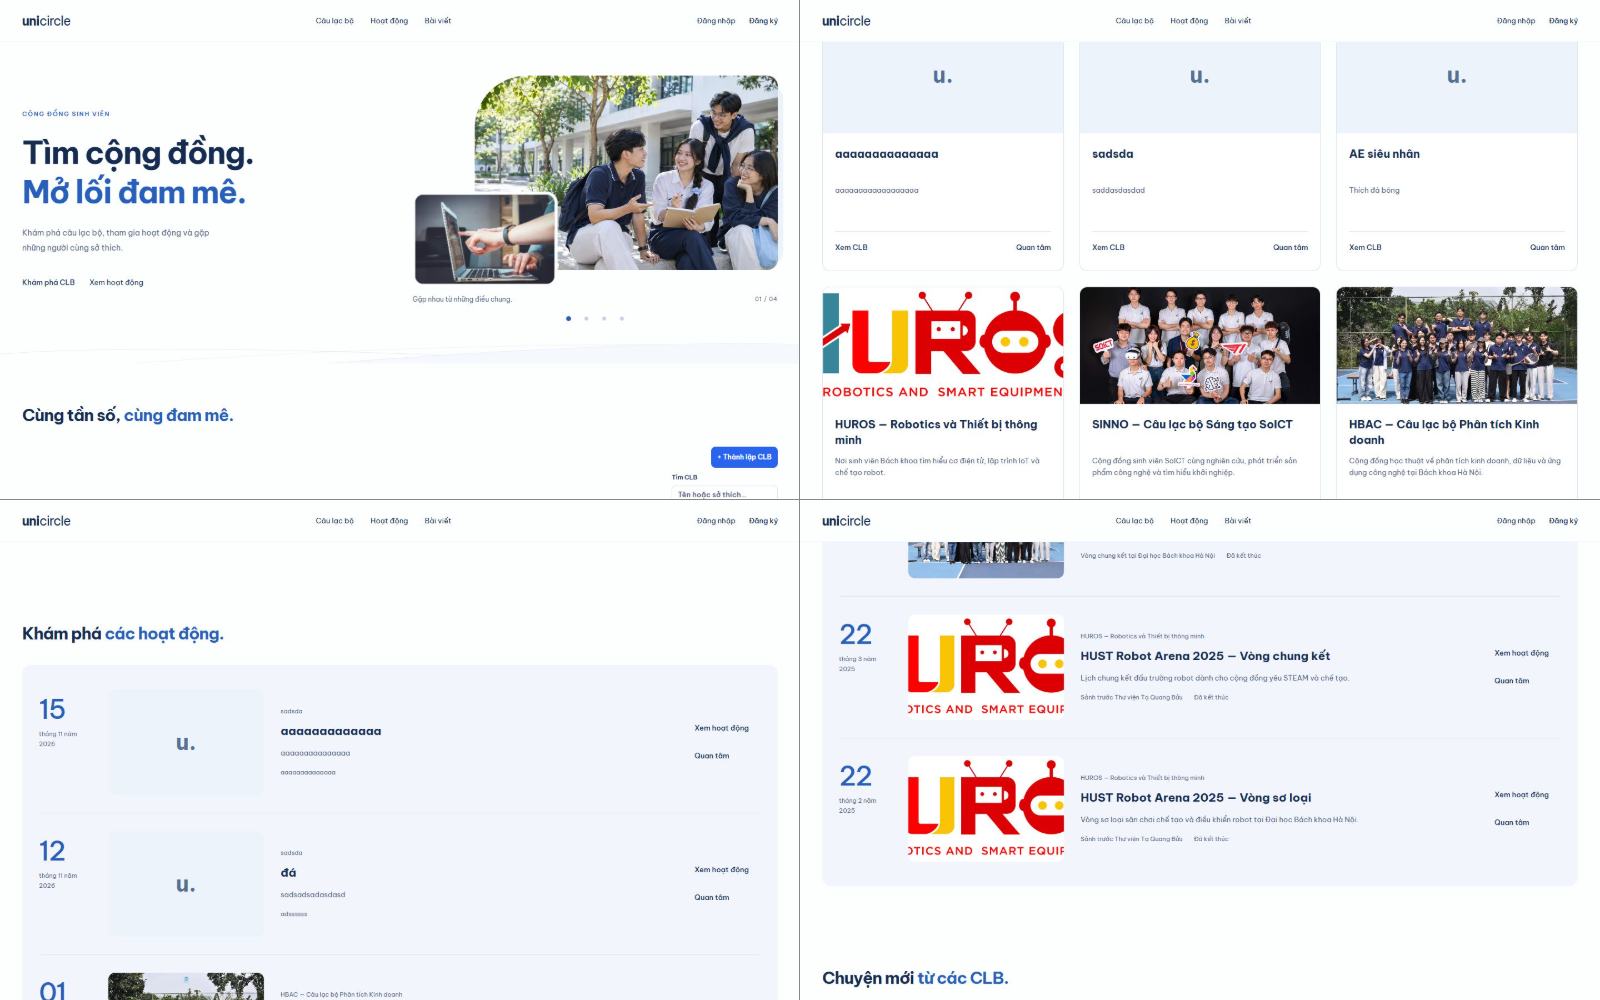 unicircle
Câu lạc bộ Hoạt động Bài viết
Đăng nhập Đăng ký
CỘNG ĐỒNG SINH VIÊN
Tìm cộng đồng.
Mở lối đam mê.
Khám phá câu lạc bộ, tham gia hoạt động và gặp
những người cùng sở thích.
Khám phá CLB Xem hoạt động
Gặp nhau từ những điều chung.
01 / 04
Cùng tần số, cùng đam mê.
+ Thành lập CLB
Tìm CLB
Tên hoặc sở thích...
unicircle
Câu lạc bộ Hoạt động Bài viết
Đăng nhập Đăng ký
u.
u.
u.
aaaaaaaaaaaaaa
sadsda
AE siêu nhân
aaaaaaaaaaaaaaaaa
saddasdasdad
Thích đá bóng
Xem CLB Quan tâm
Xem CLB Quan tâm
Xem CLB Quan tâm
UROS
ROBOTICS AND SMART EQUIPMEN
SOICT
HUROS — Robotics và Thiết bị thông
minh
Nơi sinh viên Bách khoa tìm hiểu cơ điện tử, lập trình IoT và
chế tạo robot.
SINNO — Câu lạc bộ Sáng tạo SoICT
Cộng đồng sinh viên SoICT cùng nghiên cứu, phát triển sản
phẩm công nghệ và tìm hiểu khởi nghiệp.
HBAC — Câu lạc bộ Phân tích Kinh
doanh
Cộng đồng học thuật về phân tích kinh doanh, dữ liệu và ứng
dụng công nghệ tại Bách khoa Hà Nội.
unicircle
Câu lạc bộ Hoạt động Bài viết
Đăng nhập Đăng ký
Khám phá các hoạt động.
15
tháng 11 năm
2026
u.
sadsda
aaaaaaaaaaaaa
aaaaaaaaaaaaaa
aaaaaaaaaaaaa
Xem hoạt động
Quan tâm
12
tháng 11 năm
2026
u.
sadsda
đá
sadsadsadasdasd
adssssss
Xem hoạt động
Quan tâm
01
HBAC — Câu lạc bộ Phân tích Kinh doanh
unicircle
Câu lạc bộ Hoạt động Bài viết
Đăng nhập Đăng ký
Vòng chung kết tại Đại học Bách khoa Hà Nội Đã kết thúc
22
tháng 3 năm
2025
URO
OTICS AND SMART EQUIP
HUROS — Robotics và Thiết bị thông minh
HUST Robot Arena 2025 — Vòng chung kết
Lịch chung kết đấu trường robot dành cho cộng đồng yêu STEAM và chế tạo.
Sảnh trước Thư viện Tạ Quang Bửu Đã kết thúc
Xem hoạt động
Quan tâm
22
tháng 2 năm
2025
URO
OTICS AND SMART EQUIP
HUROS — Robotics và Thiết bị thông minh
HUST Robot Arena 2025 — Vòng sơ loại
Vòng sơ loại sân chơi chế tạo và điều khiển robot tại Đại học Bách khoa Hà Nội.
Sảnh trước Thư viện Tạ Quang Bửu Đã kết thúc
Xem hoạt động
Quan tâm
Chuyện mới từ các CLB.